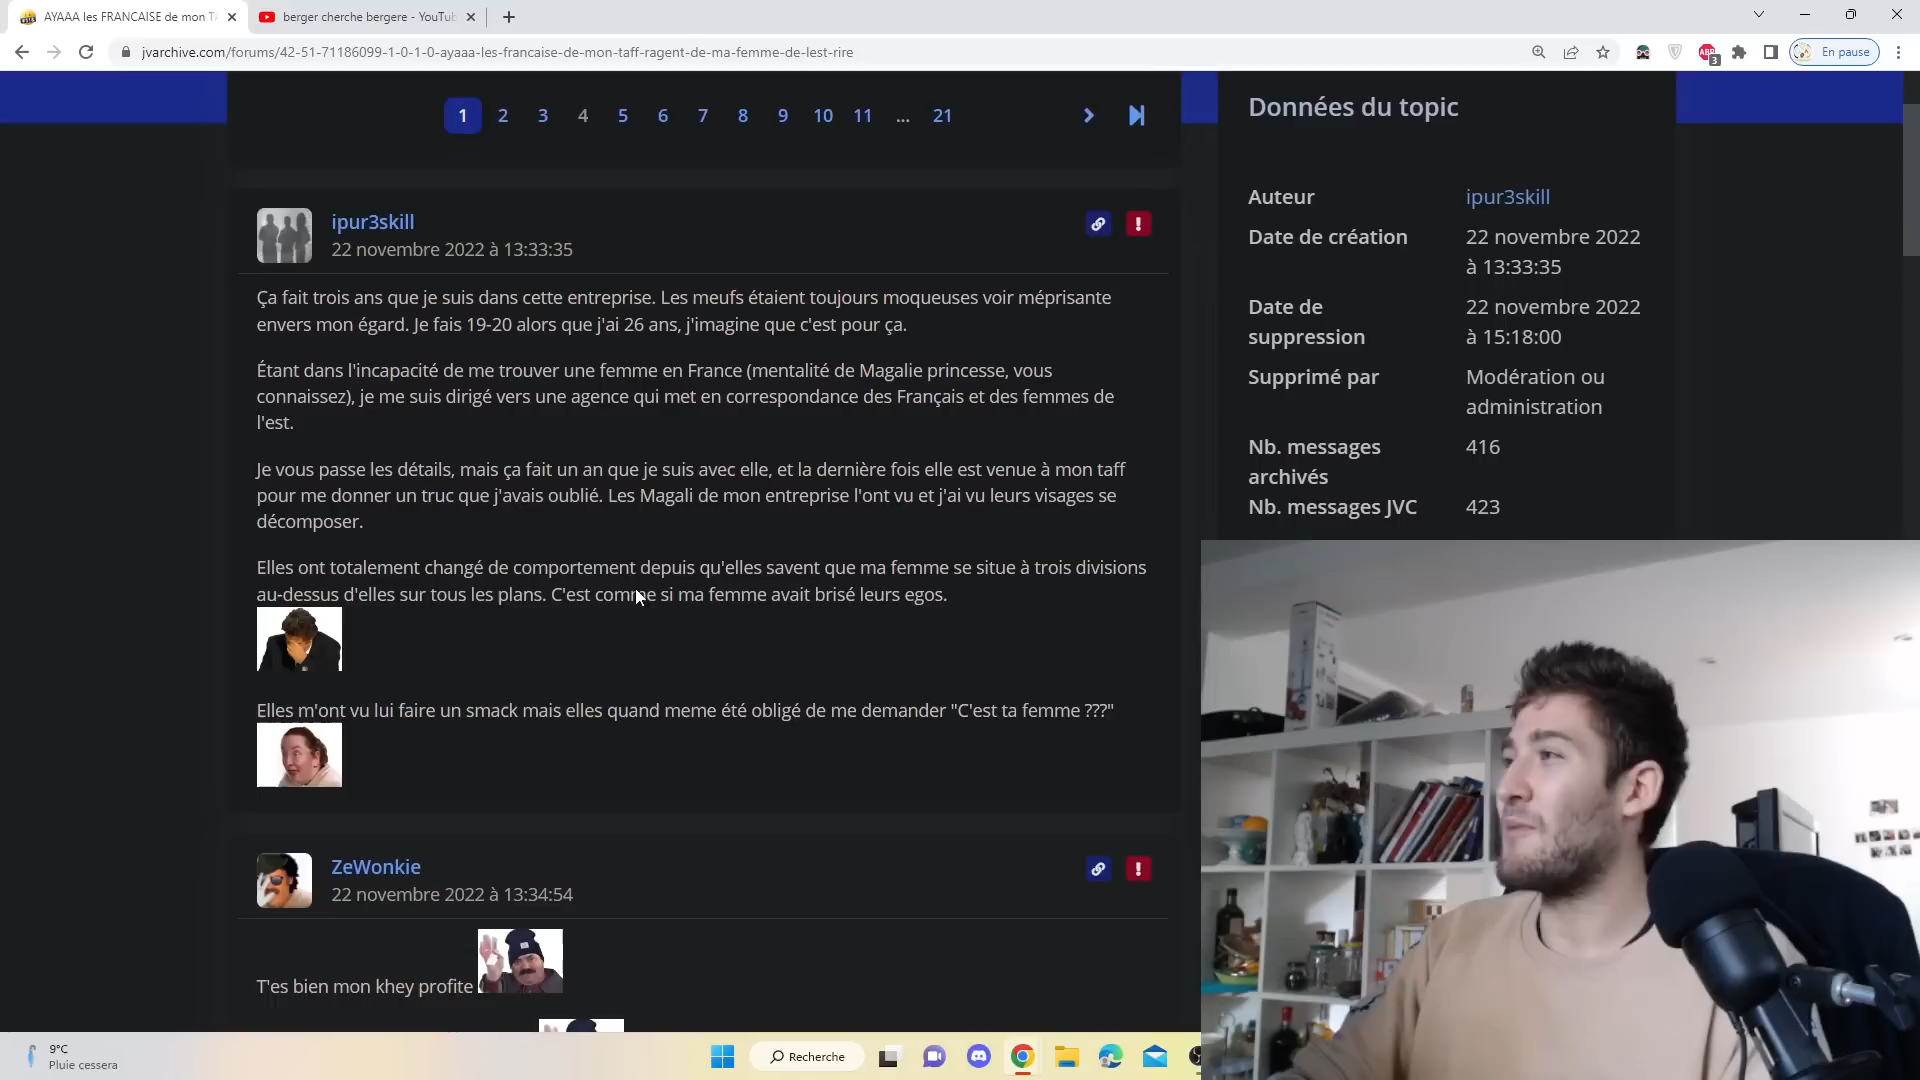 AYAAA les FRANCAISE de mon TA
berger cherche bergere - YouTub
jvarchive.com/forums/42-51-71186099-1-0-1-0-ayaaa-les-francaise-de-mon-taff-ragent-de-ma-femme-de-lest-rire
ABP
3
En pause
1 2 3 4 5 6 7 8 9 10 11 ... 21
Données du topic
Auteur ipur3skill
Date de création 22 novembre 2022
à 13:33:35
Date de 22 novembre 2022
suppression à 15:18:00
Supprimé par Modération ou
administration
Nb. messages 416
archivés
Nb. messages JVC 423
ipur3skill
22 novembre 2022 à 13:33:35
Ça fait trois ans que je suis dans cette entreprise. Les meufs étaient toujours moqueuses voir méprisante
envers mon égard. Je fais 19-20 alors que j'ai 26 ans, j'imagine que c'est pour ça.
Étant dans l'incapacité de me trouver une femme en France (mentalité de Magalie princesse, vous
connaissez), je me suis dirigé vers une agence qui met en correspondance des Français et des femmes de
l'est.
Je vous passe les détails, mais ça fait un an que je suis avec elle, et la dernière fois elle est venue à mon taff
pour me donner un truc que j'avais oublié. Les Magali de mon entreprise l'ont vu et j'ai vu leurs visages se
décomposer.
Elles ont totalement changé de comportement depuis qu'elles savent que ma femme se situe à trois divisions
au-dessus d'elles sur tous les plans. C'est comme si ma femme avait brisé leurs egos.
Elles m'ont vu lui faire un smack mais elles quand meme été obligé de me demander "C'est ta femme ???"
ZeWonkie
22 novembre 2022 à 13:34:54
T'es bien mon khey profite
9°C
Pluie cessera
Recherche